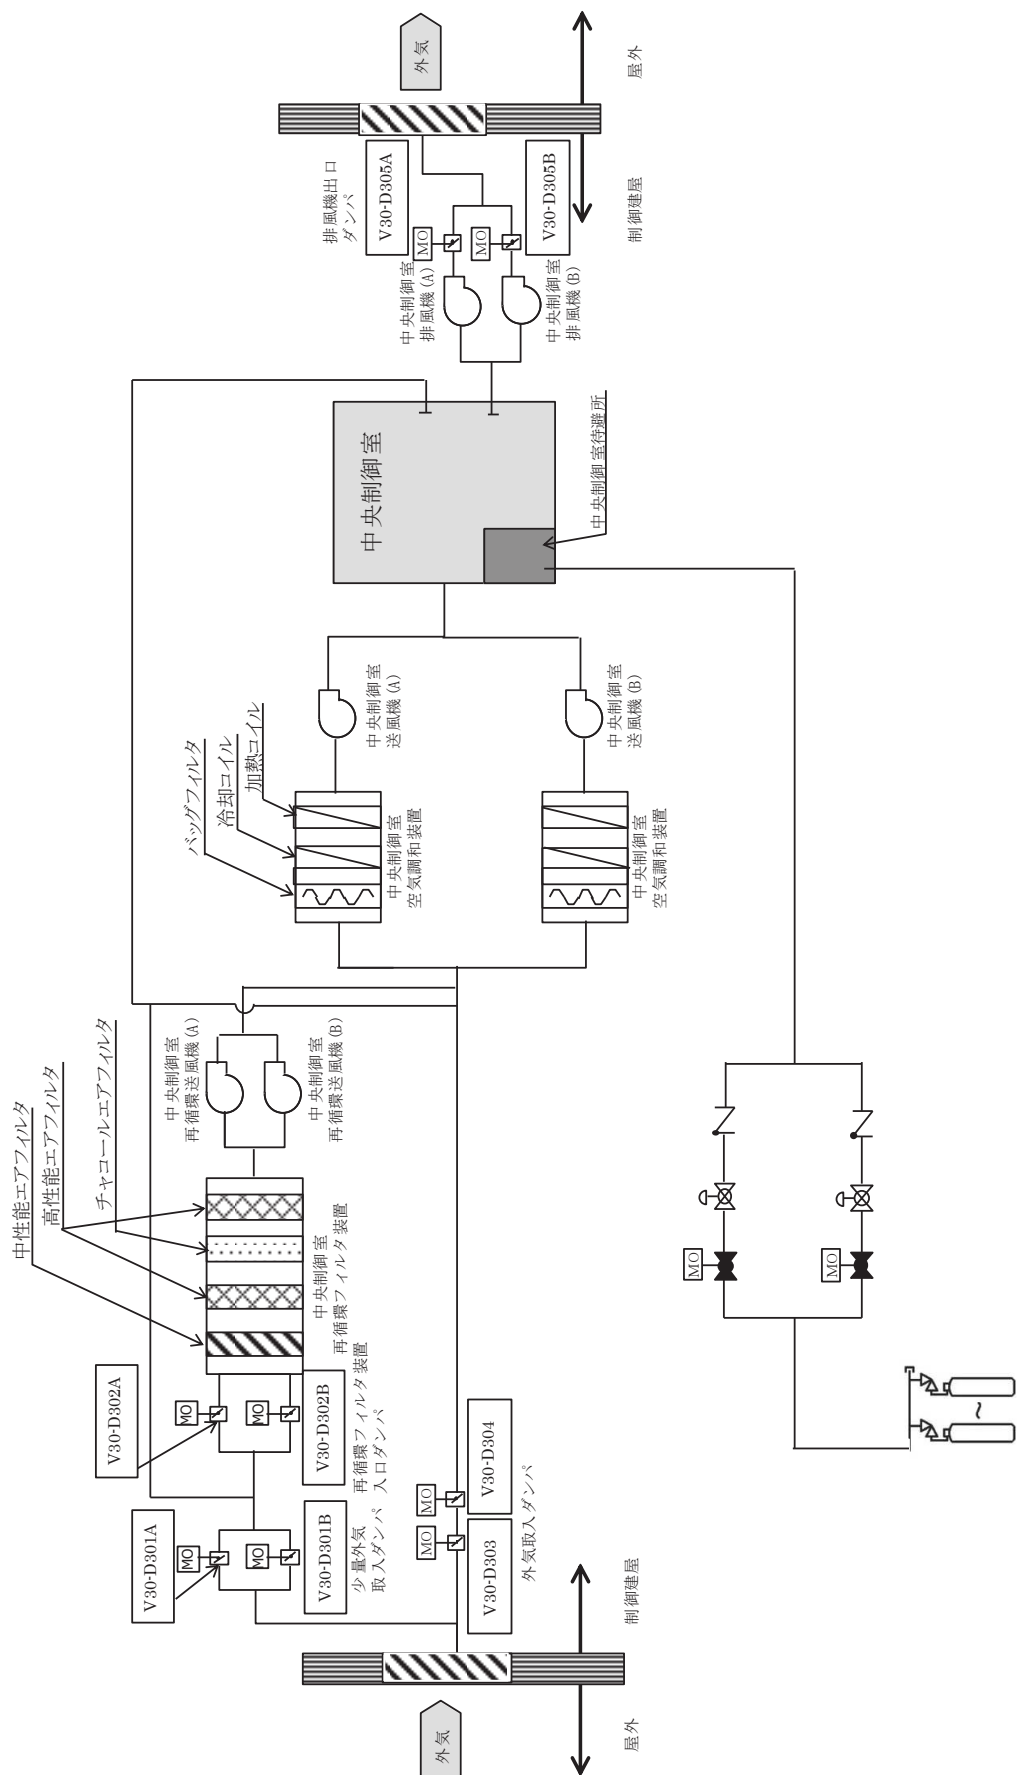 外気
屋外
制御建屋
少量外気
取入ダンパ
V30-D301A
MO
MO
V30-D301B
再循環フィルタ装置
入口ダンパ
V30-D302A
MO
MO
V30-D302B
外気取入ダンパ
MO
MO
V30-D303
V30-D304
中性能エアフィルタ
高性能エアフィルタ
チャコールエアフィルタ
中央制御室
再循環フィルタ装置
中央制御室
再循環送風機(A)
中央制御室
再循環送風機(B)
バッグフィルタ
冷却コイル
加熱コイル
中央制御室
空気調和装置
中央制御室
空気調和装置
中央制御室
送風機(A)
中央制御室
送風機(B)
中央制御室
中央制御室待避所
中央制御室
排風機(A)
中央制御室
排風機(B)
排風機出口
ダンパ
V30-D305A
MO
MO
V30-D305B
制御建屋
屋外
外気
MO
MO
～